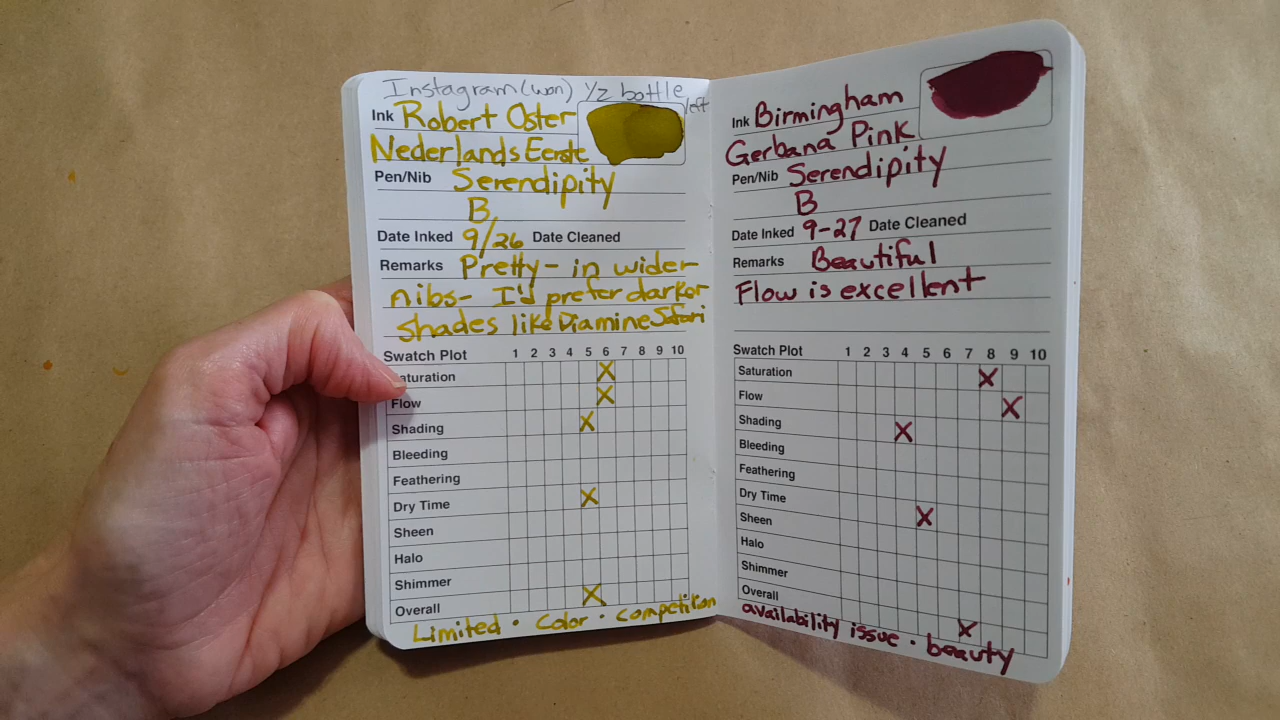 Instagram (won) 1/2 bottle left
Ink Robert Oster
Nederlands Eerste
Pen/Nib Serendipity
B
Date Inked 9/26 Date Cleaned
Remarks Pretty - in wider
nibs - I'd prefer darker
shades like Diamine Safari
Swatch Plot 1 2 3 4 5 6 7 8 9 10
aturation X
Flow X
Shading X
Bleeding
Feathering
Dry Time X
Sheen
Halo
Shimmer
Overall X
Limited · Color · competition
Ink Birmingham
Gerbana Pink
Pen/Nib Serendipity
B
Date Inked 9-27 Date Cleaned
Remarks Beautiful
Flow is excellent
Swatch Plot 1 2 3 4 5 6 7 8 9 10
Saturation X
Flow X
Shading X
Bleeding
Feathering
Dry Time X
Sheen
Halo
Shimmer
Overall X
availability issue · beauty